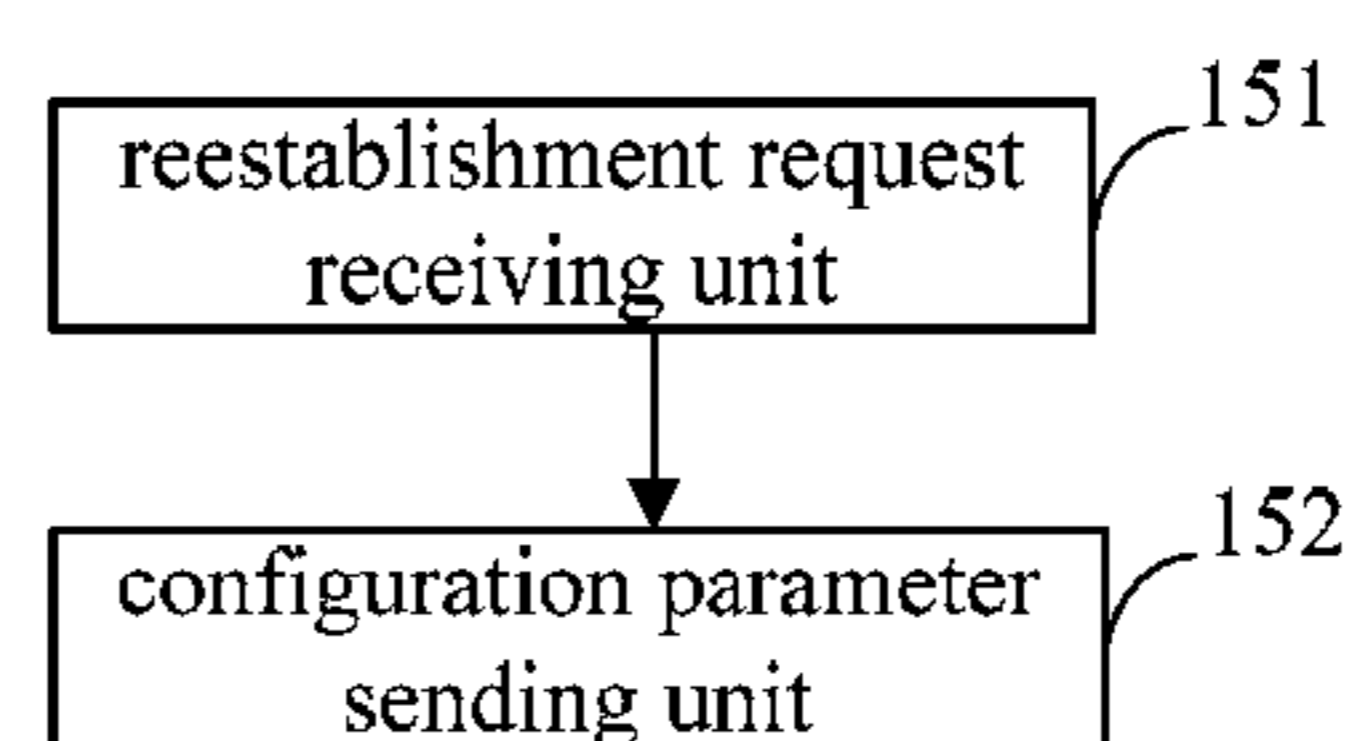 151
reestablishment request
receiving unit
152
configuration parameter
sending unit